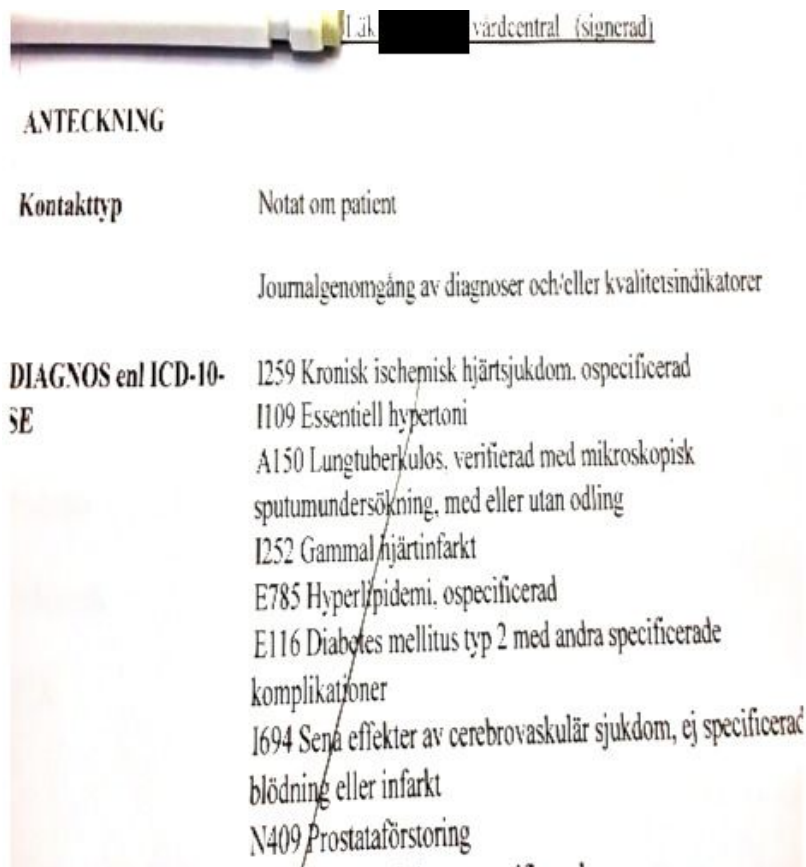 Läk vårdcentral (signerad)
ANTECKNING
Kontakttyp Notat om patient
Journalgenomgång av diagnoser och/eller kvalitetsindikatorer
DIAGNOS enl ICD-10- I259 Kronisk ischemisk hjärtsjukdom, ospecificerad
SE I109 Essentiell hypertoni
A150 Lungtuberkulos, verifierad med mikroskopisk
sputumundersökning, med eller utan odling
I252 Gammal hjärtinfarkt
E785 Hyperlipidemi, ospecificerad
E116 Diabetes mellitus typ 2 med andra specificerade
komplikationer
I694 Sena effekter av cerebrovaskulär sjukdom, ej specificerad
blödning eller infarkt
N409 Prostataförstoring